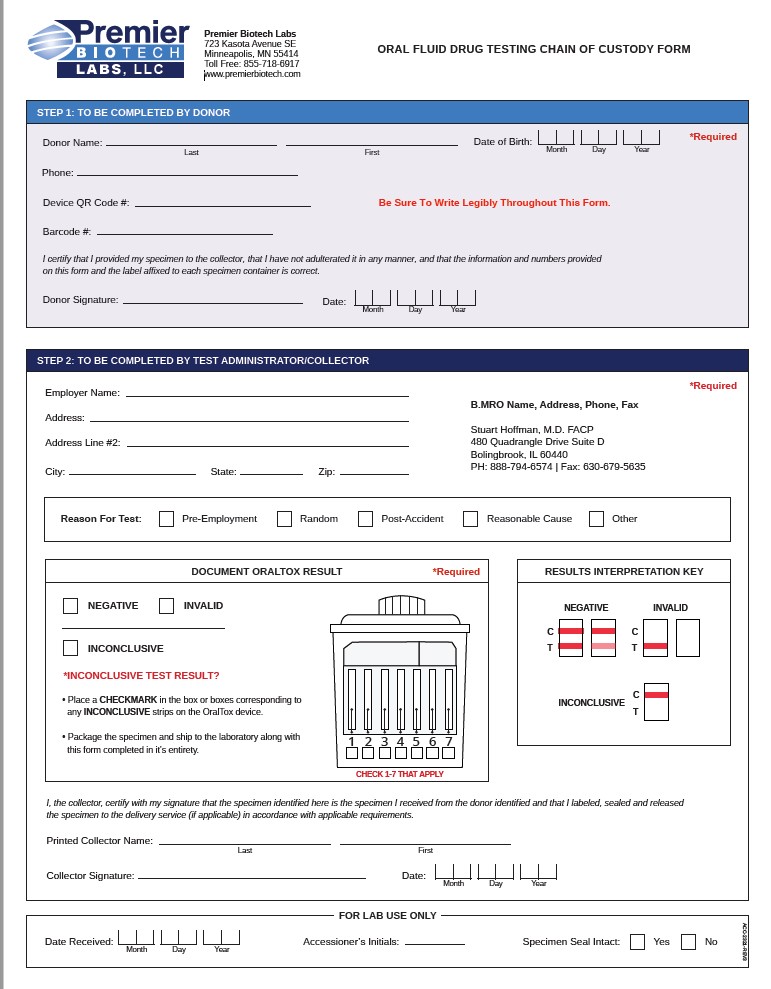 Premier
BIOTECH
LABS, LLC
Premier Biotech Labs
723 Kasota Avenue SE
Minneapolis, MN 55414
Toll Free: 855-718-6917
www.premierbiotech.com
ORAL FLUID DRUG TESTING CHAIN OF CUSTODY FORM
STEP 1: TO BE COMPLETED BY DONOR
Donor Name:
Last
First
Date of Birth:
Month Day Year
*Required
Phone:
Device QR Code #:
Be Sure To Write Legibly Throughout This Form.
Barcode #:
I certify that I provided my specimen to the collector, that I have not adulterated it in any manner, and that the information and numbers provided
on this form and the label affixed to each specimen container is correct.
Donor Signature:
Date:
Month Day Year
STEP 2: TO BE COMPLETED BY TEST ADMINISTRATOR/COLLECTOR
*Required
Employer Name:
Address:
Address Line #2:
City: State: Zip:
B.MRO Name, Address, Phone, Fax
Stuart Hoffman, M.D. FACP
480 Quadrangle Drive Suite D
Bolingbrook, IL 60440
PH: 888-794-6574 | Fax: 630-679-5635
Reason For Test: Pre-Employment Random Post-Accident Reasonable Cause Other
DOCUMENT ORALTOX RESULT *Required
NEGATIVE INVALID
INCONCLUSIVE
*INCONCLUSIVE TEST RESULT?
• Place a CHECKMARK in the box or boxes corresponding to
any INCONCLUSIVE strips on the OralTox device.
• Package the specimen and ship to the laboratory along with
this form completed in it's entirety.
1 2 3 4 5 6 7
CHECK 1-7 THAT APPLY
RESULTS INTERPRETATION KEY
NEGATIVE INVALID
C C
T T
INCONCLUSIVE
C
T
I, the collector, certify with my signature that the specimen identified here is the specimen I received from the donor identified and that I labeled, sealed and released
the specimen to the delivery service (if applicable) in accordance with applicable requirements.
Printed Collector Name:
Last First
Collector Signature:
Date:
Month Day Year
FOR LAB USE ONLY
Date Received:
Month Day Year
Accessioner's Initials:
Specimen Seal Intact: Yes No